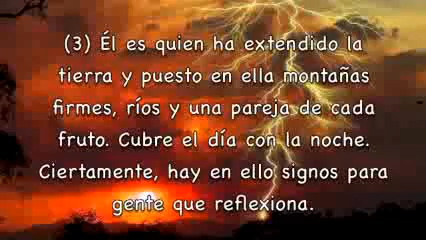 (3) Él es quien ha extendido la
tierra y puesto en ella montañas
firmes, ríos y una pareja de cada
fruto. Cubre el día con la noche.
Ciertamente, hay en ello signos para
gente que reflexiona.